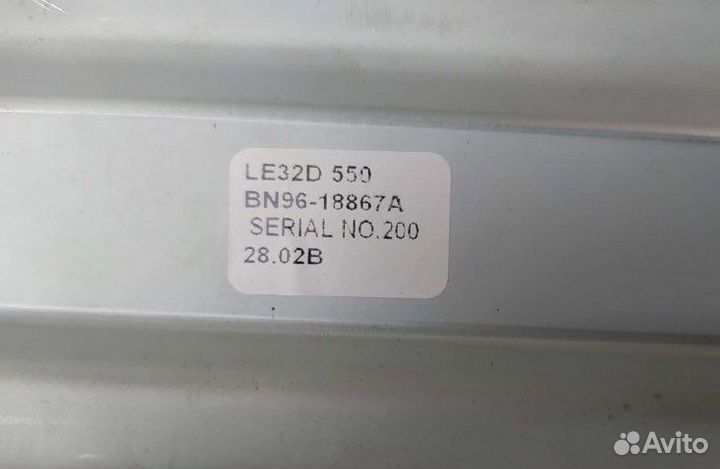 LE32D 550
BN96-18867A
SERIAL NO.200
28.02B
Avito